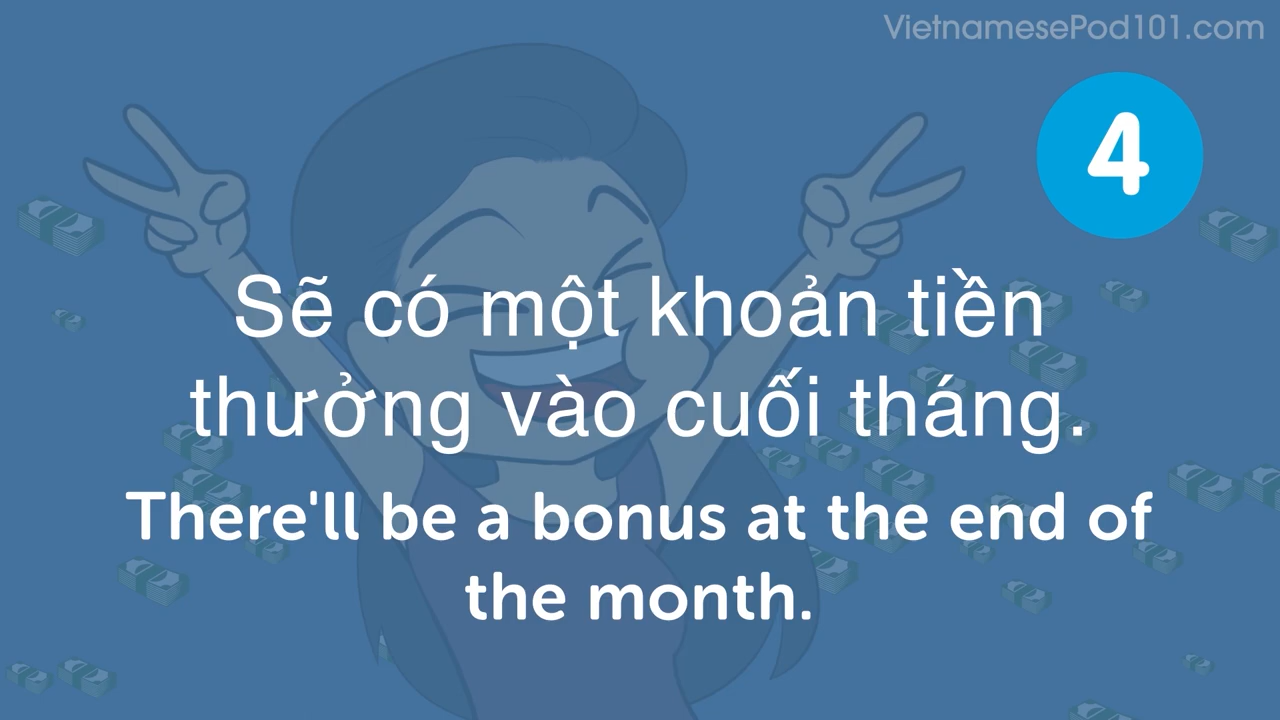 VietnamesePod101.com
4
Sẽ có một khoản tiền
thưởng vào cuối tháng.
There'll be a bonus at the end of
the month.